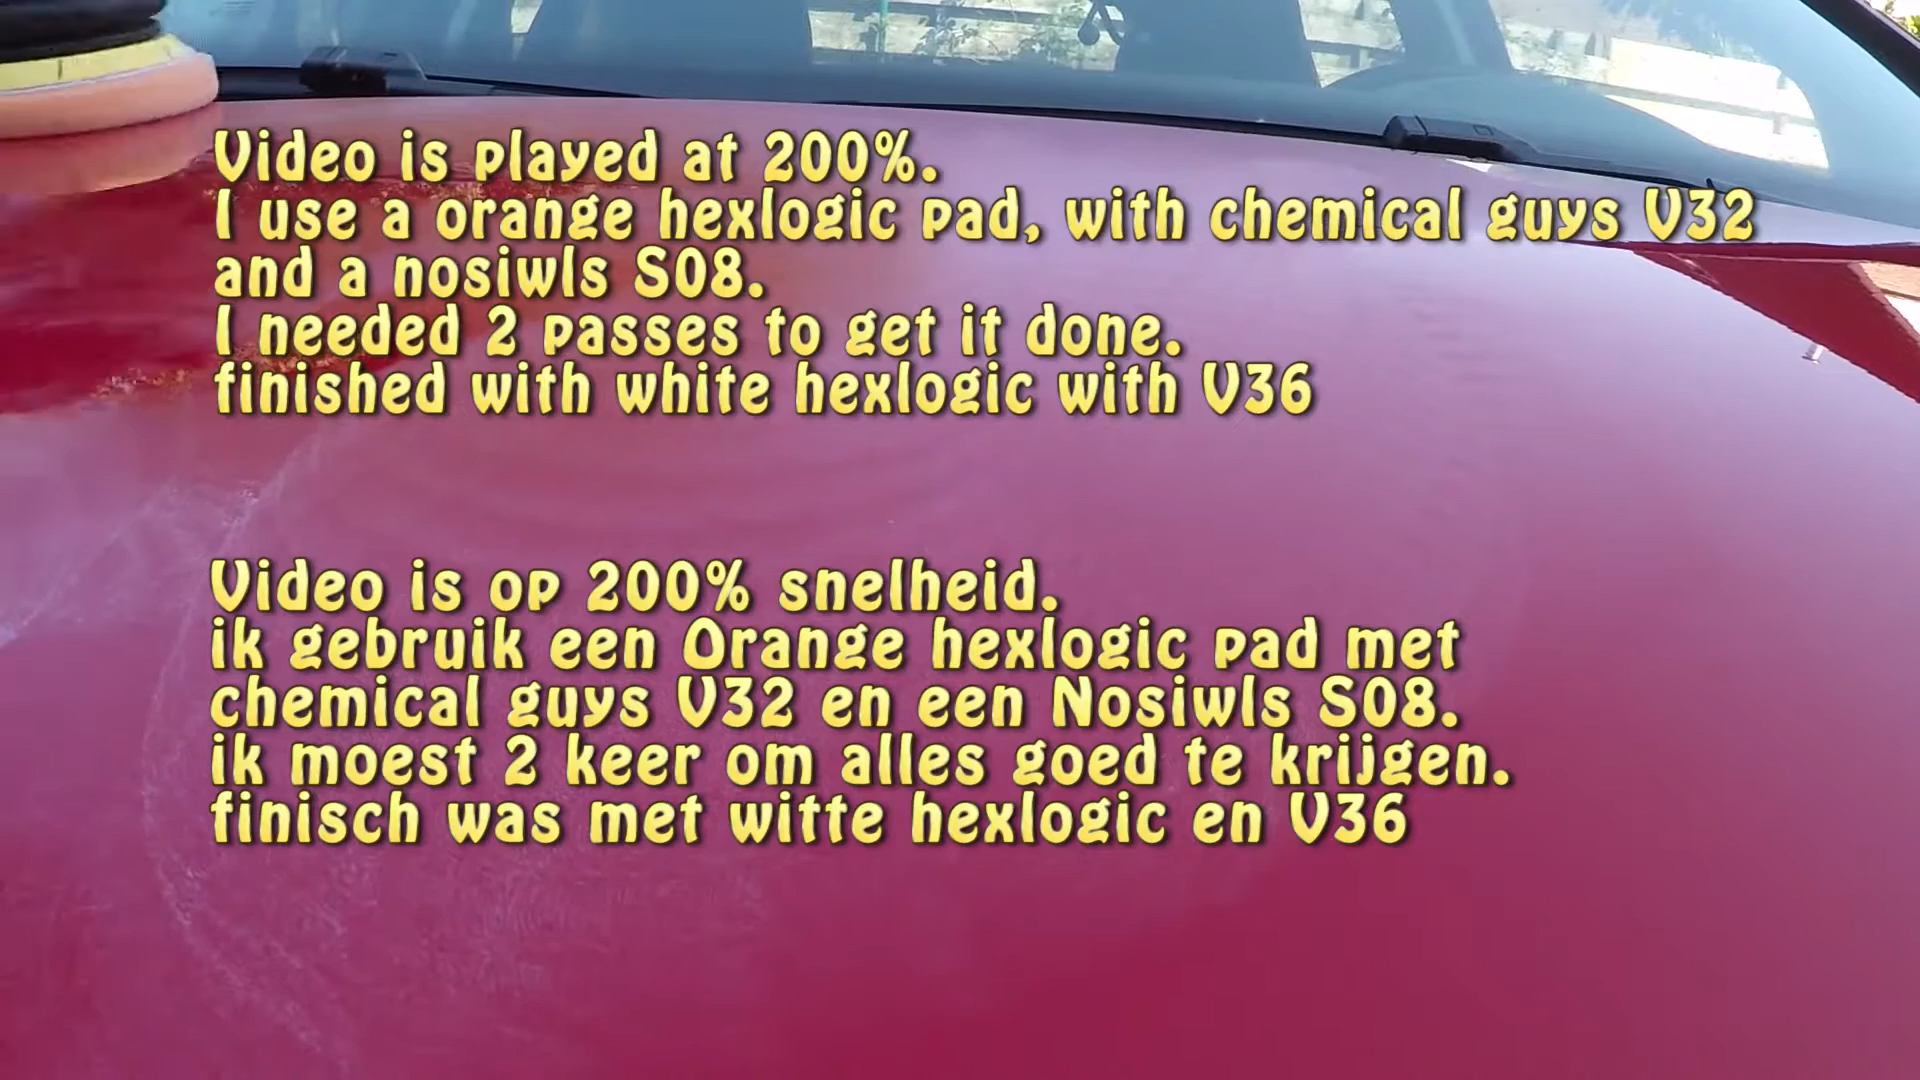 Video is played at 200%.
I use a orange hexlogic pad, with chemical guys V32
and a nosiwls S08.
I needed 2 passes to get it done.
finished with white hexlogic with V36
Video is op 200% snelheid.
ik gebruik een Orange hexlogic pad met
chemical guys V32 en een Nosiwls S08.
ik moest 2 keer om alles goed te krijgen.
finisch was met witte hexlogic en V36